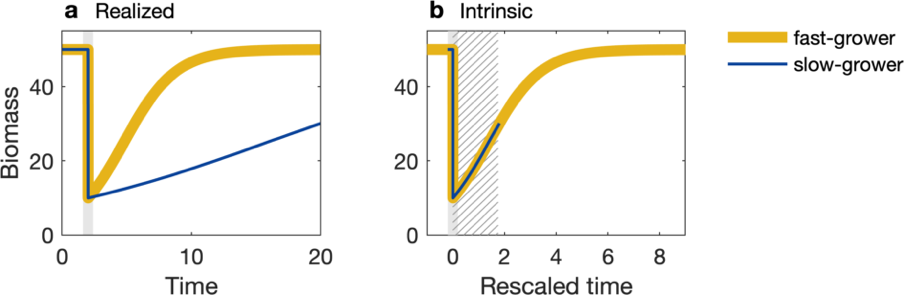 a Realized
b Intrinsic
fast-grower
slow-grower
Biomass
40
20
0
0 10 20
Time
40
20
0
0 2 4 6 8
Rescaled time